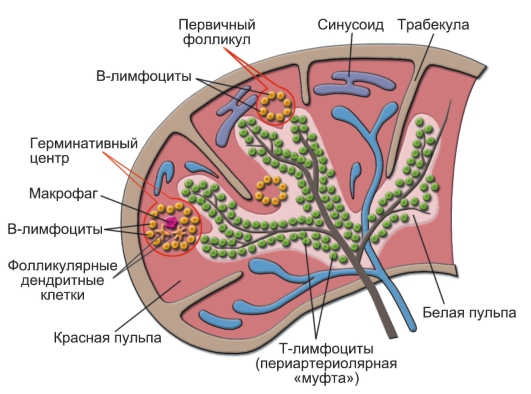 Первичный
фолликул
Синусоид
Трабекула
В-лимфоциты
Герминативный
центр
Макрофаг
В-лимфоциты
Фолликулярные
дендритные
клетки
Красная пульпа
Белая пульпа
Т-лимфоциты
(периартериолярная
«муфта»)